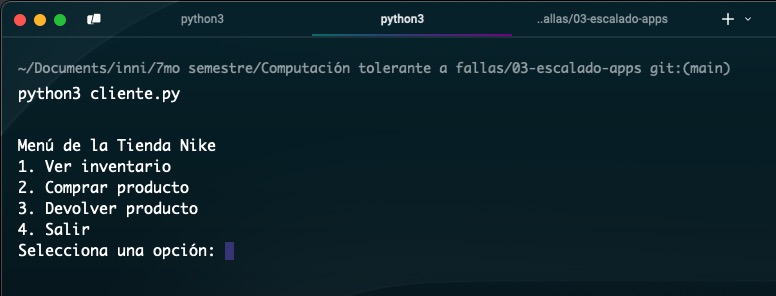 python3 python3 ..allas/03-escalado-apps
~/Documents/inni/7mo semestre/Computación tolerante a fallas/03-escalado-apps git:(main)
python3 cliente.py
Menú de la Tienda Nike
1. Ver inventario
2. Comprar producto
3. Devolver producto
4. Salir
Selecciona una opción: